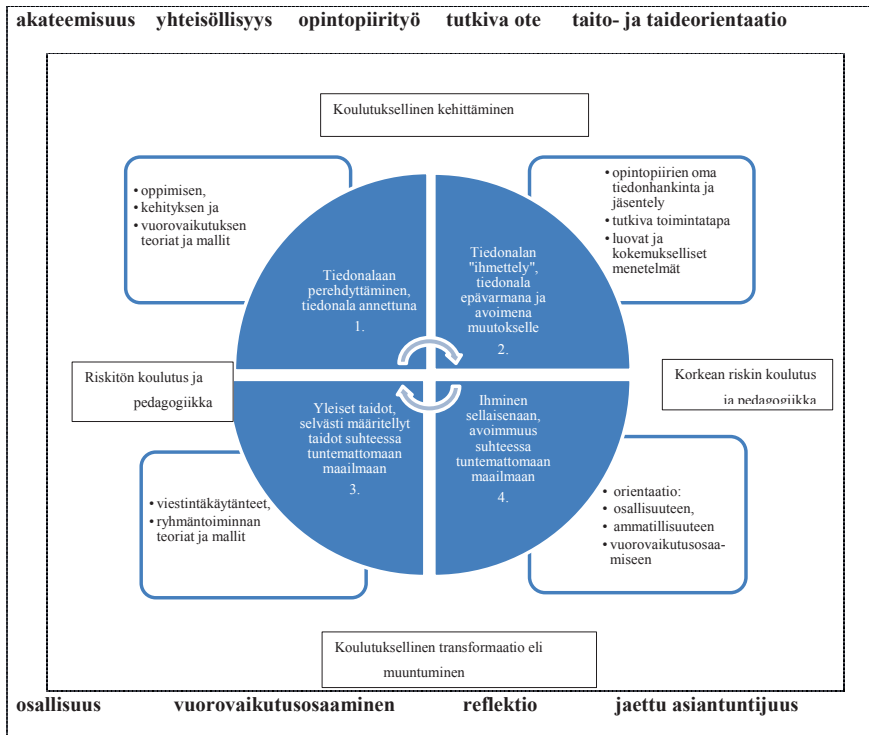 akateemisuus yhteisöllisyys opintopiirityö tutkiva ote taito- ja taideorientaatio
Koulutuksellinen kehittäminen
• oppimisen,
• kehityksen ja
• vuorovaikutuksen
teoriat ja mallit
• opintopiirien oma
tiedonhankinta ja
jäsentely
• tutkiva toimintatapa
• luovat ja
kokemukselliset
menetelmät
Tiedonalaan
perehdyttäminen,
tiedonala annettuna
1.
Tiedonalan
"ihmettely",
tiedonala
epävarmana ja
avoimena
muutokselle
2.
Riskitön koulutus ja
pedagogiikka
Korkean riskin koulutus
ja pedagogiikka
Yleiset taidot,
selvästi määritellyt
taidot suhteessa
tuntemattomaan
maailmaan
3.
Ihminen
sellaisenaan,
avoimmuus
suhteessa
tuntemattomaan
maailmaan
4.
• viestintäkäytänteet,
• ryhmäntoiminnan
teoriat ja mallit
• orientaatio:
• osallisuuteen,
• ammatillisuuteen
• vuorovaikutusosaa-
miseen
Koulutuksellinen transformaatio eli
muuntuminen
osallisuus vuorovaikutusosaaminen reflektio jaettu asiantuntijuus